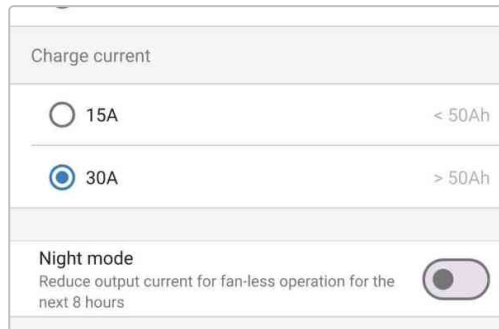 Charge current
15A < 50Ah
30A > 50Ah
Night mode
Reduce output current for fan-less operation for the
next 8 hours